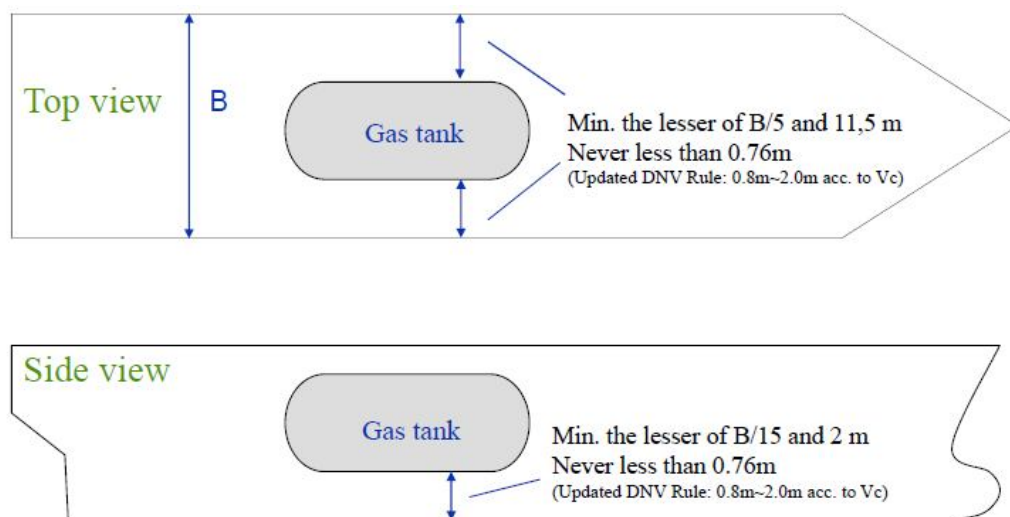 Top view
B
Gas tank
Min. the lesser of B/5 and 11,5 m
Never less than 0.76m
(Updated DNV Rule: 0.8m~2.0m acc. to Vc)
Side view
Gas tank
Min. the lesser of B/15 and 2 m
Never less than 0.76m
(Updated DNV Rule: 0.8m~2.0m acc. to Vc)